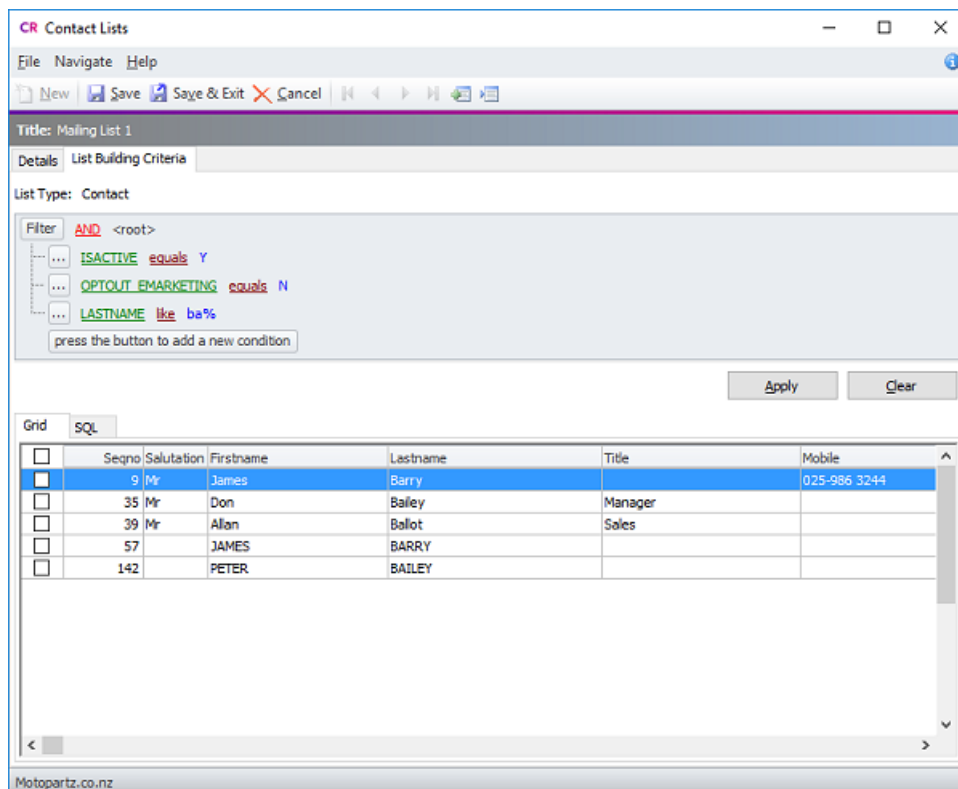 CR Contact Lists
File Navigate Help
New Save Save & Exit Cancel
Title: Mailing List 1
Details List Building Criteria
List Type: Contact
Filter AND <root>
... ISACTIVE equals Y
... OPTOUT_EMARKETING equals N
... LASTNAME like ba%
press the button to add a new condition
Apply Clear
Grid SQL
Seqno Salutation Firstname Lastname Title Mobile
9 Mr James Barry 025-986 3244
35 Mr Don Bailey Manager
39 Mr Allan Ballot Sales
57 JAMES BARRY
142 PETER BAILEY
Motopartz.co.nz